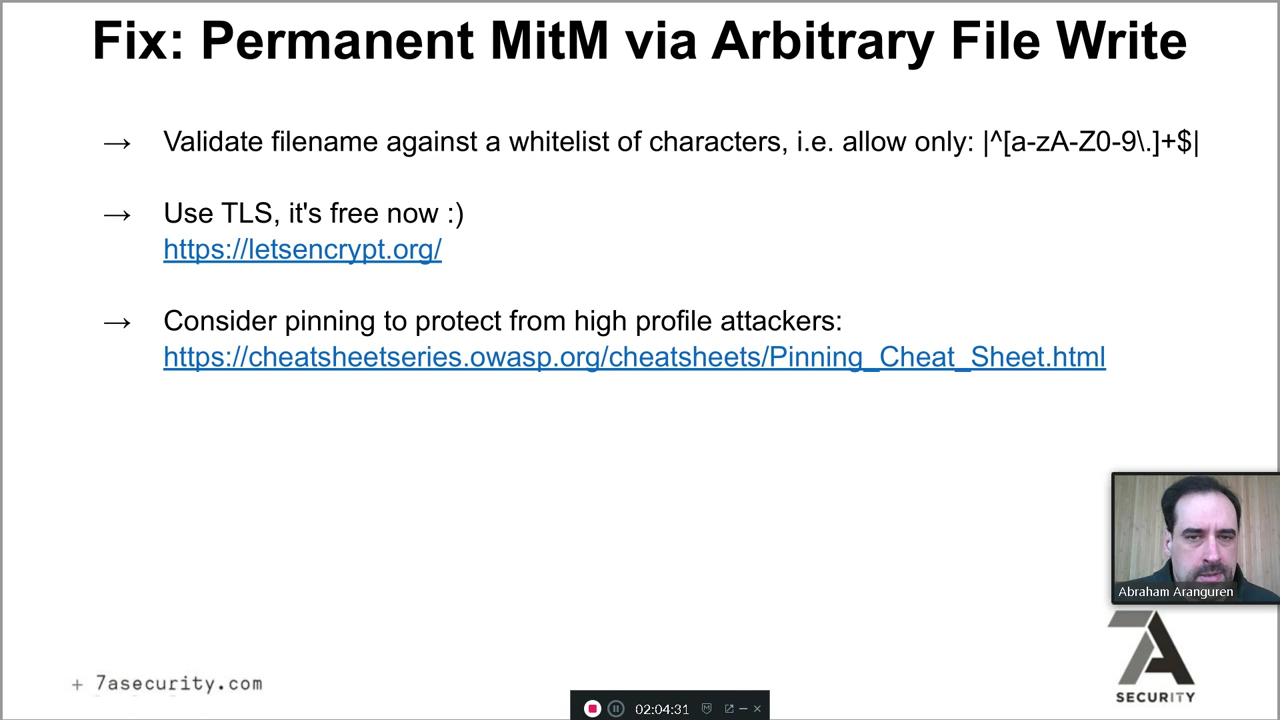 Fix: Permanent MitM via Arbitrary File Write
→ Validate filename against a whitelist of characters, i.e. allow only: |^[a-zA-Z0-9\.]+$|
→ Use TLS, it's free now :)
https://letsencrypt.org/
→ Consider pinning to protect from high profile attackers:
https://cheatsheetseries.owasp.org/cheatsheets/Pinning_Cheat_Sheet.html
Abraham Aranguren
7A
SECURITY
+ 7asecurity.com
02:04:31